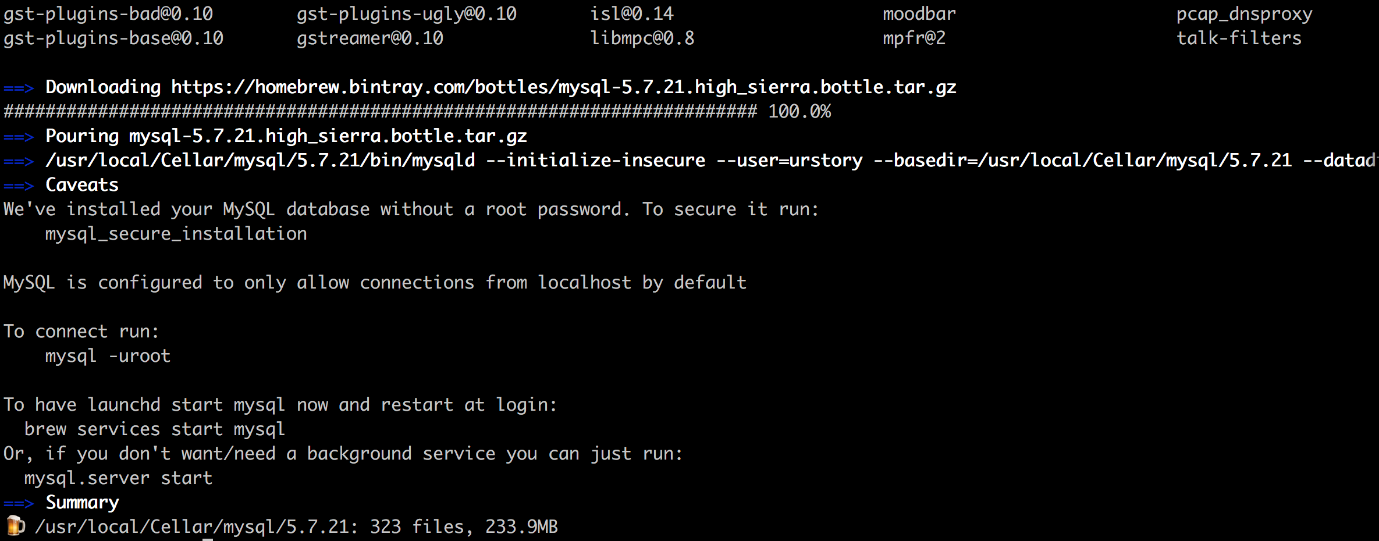 gst-plugins-bad@0.10 gst-plugins-ugly@0.10 isl@0.14 moodbar pcap_dnsproxy
gst-plugins-base@0.10 gstreamer@0.10 libmpc@0.8 mpfr@2 talk-filters
==> Downloading https://homebrew.bintray.com/bottles/mysql-5.7.21.high_sierra.bottle.tar.gz
######################################################################## 100.0%
==> Pouring mysql-5.7.21.high_sierra.bottle.tar.gz
==> /usr/local/Cellar/mysql/5.7.21/bin/mysqld --initialize-insecure --user=urstory --basedir=/usr/local/Cellar/mysql/5.7.21 --datad
==> Caveats
We've installed your MySQL database without a root password. To secure it run:
mysql_secure_installation
MySQL is configured to only allow connections from localhost by default
To connect run:
mysql -uroot
To have launchd start mysql now and restart at login:
brew services start mysql
Or, if you don't want/need a background service you can just run:
mysql.server start
==> Summary
🍺 /usr/local/Cellar/mysql/5.7.21: 323 files, 233.9MB